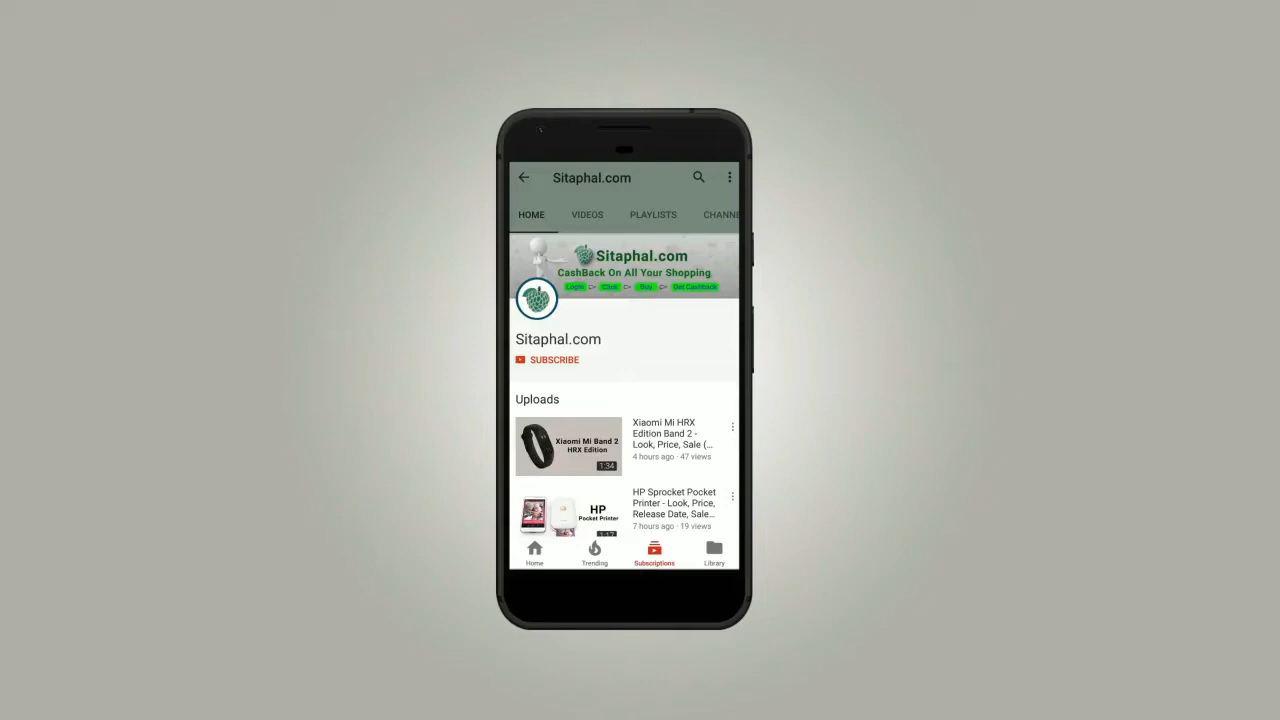 Sitaphal.com
HOME VIDEOS PLAYLISTS CHANNE
Sitaphal.com
CashBack On All Your Shopping
Login Click Buy Get Cashback
Sitaphal.com
SUBSCRIBE
Uploads
Xiaomi Mi Band 2
HRX Edition
1:34
Xiaomi Mi HRX
Edition Band 2 -
Look, Price, Sale (...
4 hours ago · 47 views
HP
Pocket Printer
1:17
HP Sprocket Pocket
Printer - Look, Price,
Release Date, Sale...
7 hours ago · 19 views
Home Trending Subscriptions Library